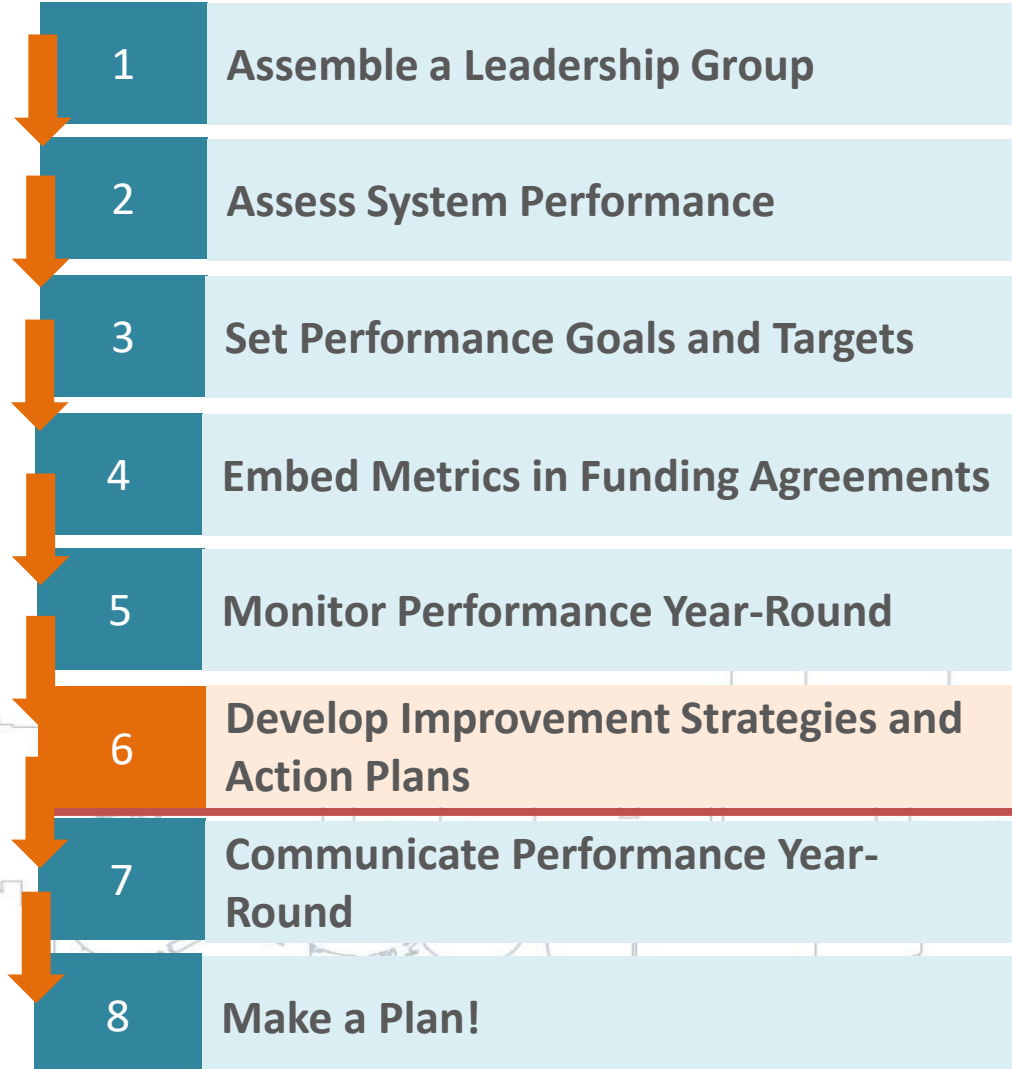 1
Assemble a Leadership Group
2
Assess System Performance
3
Set Performance Goals and Targets
4
Embed Metrics in Funding Agreements
5
Monitor Performance Year-Round
6
Develop Improvement Strategies and
Action Plans
7
Communicate Performance Year-
Round
8
Make a Plan!